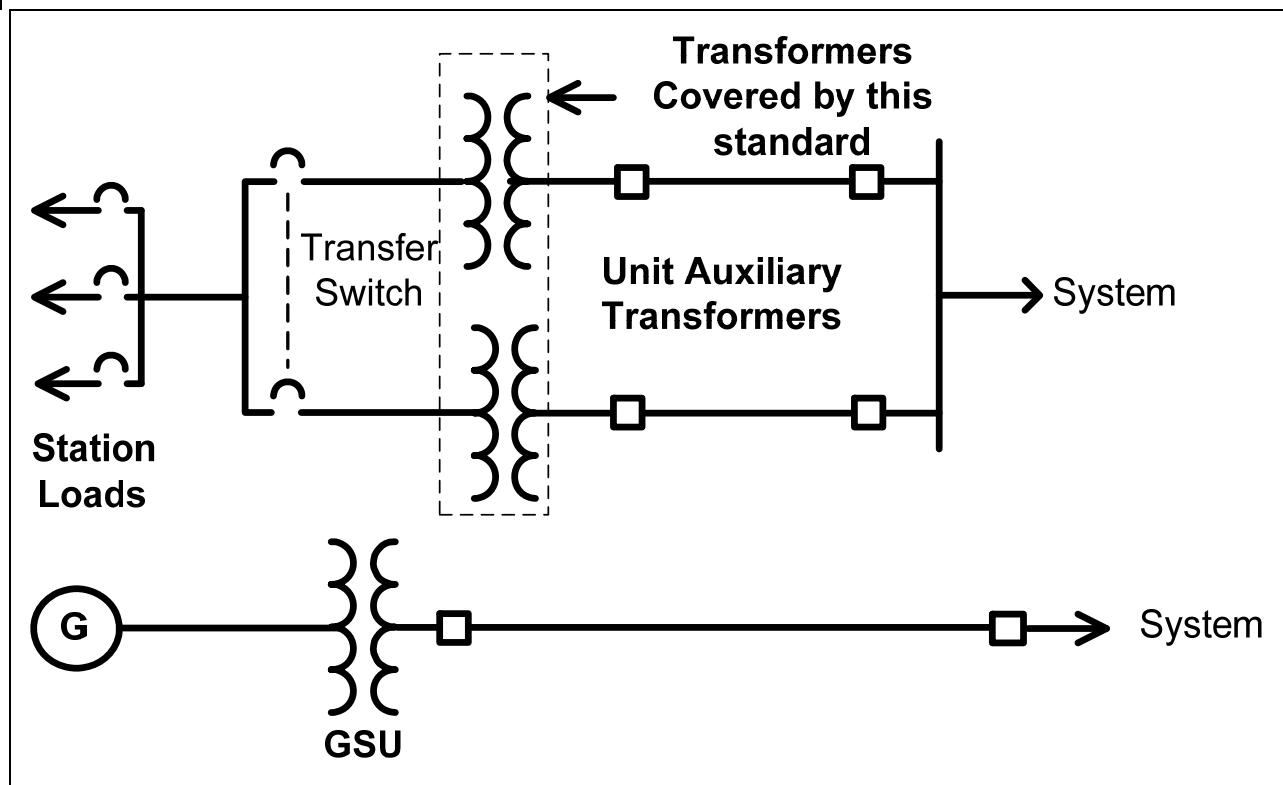 Transformers
Covered by this
standard
Transfer
Switch
Unit Auxiliary
Transformers
System
Station
Loads
G
System
GSU